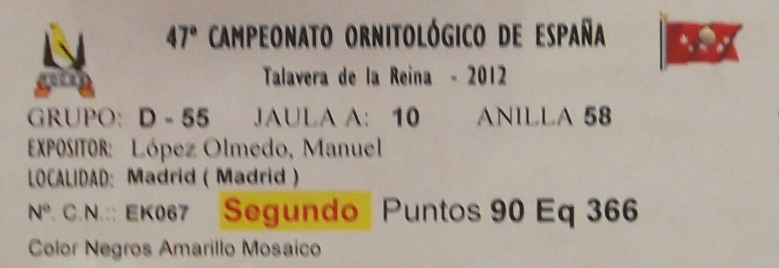 47º CAMPEONATO ORNITOLÓGICO DE ESPAÑA
Talavera de la Reina - 2012
GRUPO: D - 55 JAULA A: 10 ANILLA 58
EXPOSITOR: López Olmedo, Manuel
LOCALIDAD: Madrid ( Madrid )
Nº. C.N.:: EK067 Segundo Puntos 90 Eq 366
Color Negros Amarillo Mosaico